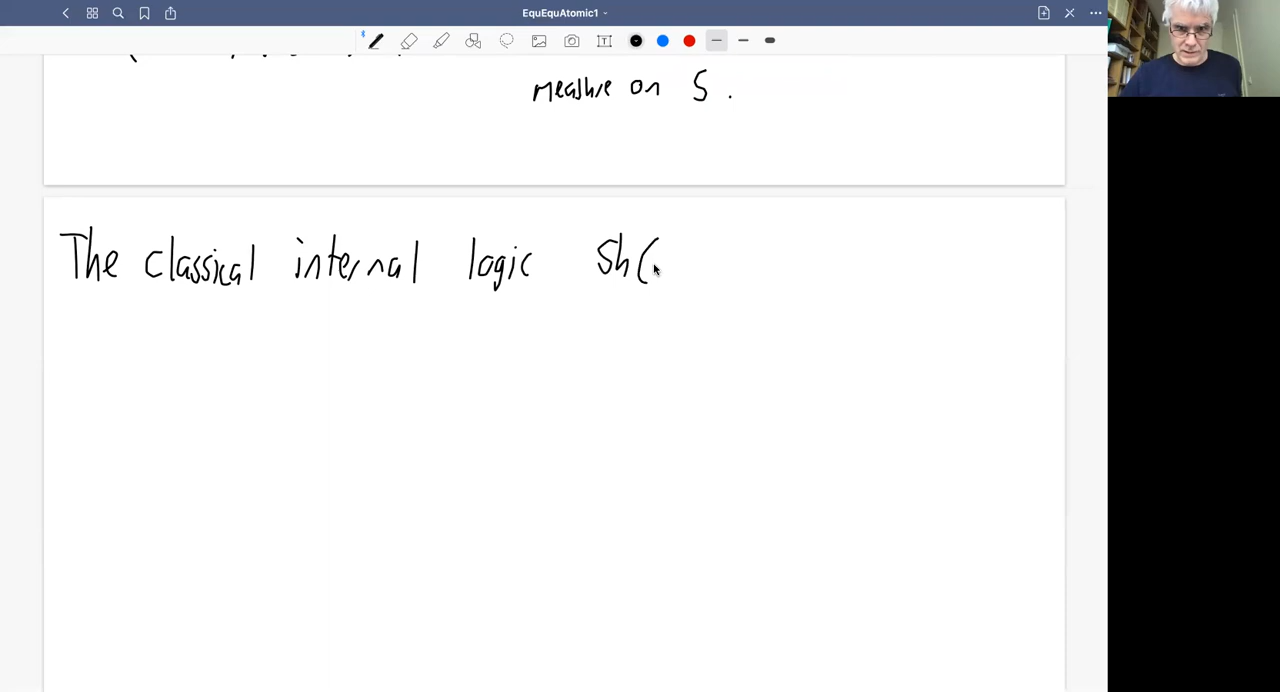 EquEquAtomic1
measure on S.
The classical internal logic Sh(